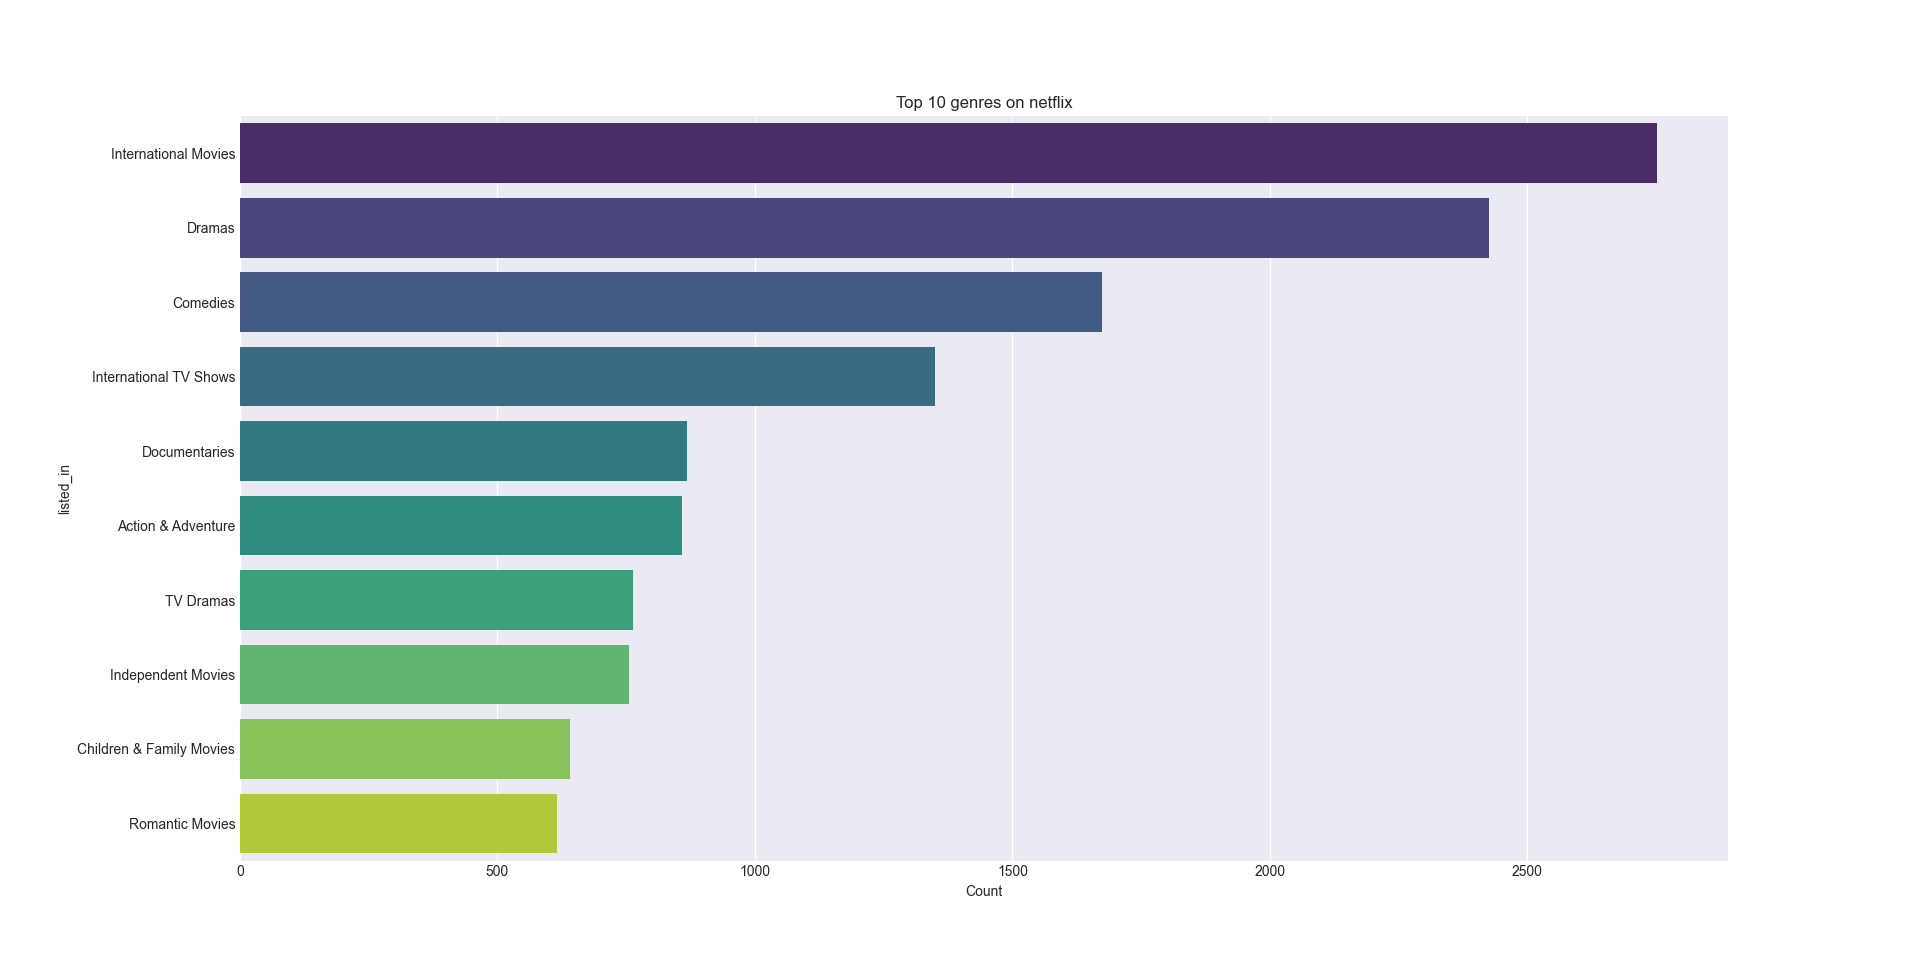 Top 10 genres on netflix
International Movies
Dramas
Comedies
International TV Shows
Documentaries
Action & Adventure
TV Dramas
Independent Movies
Children & Family Movies
Romantic Movies
listed_in
0 500 1000 1500 2000 2500
Count